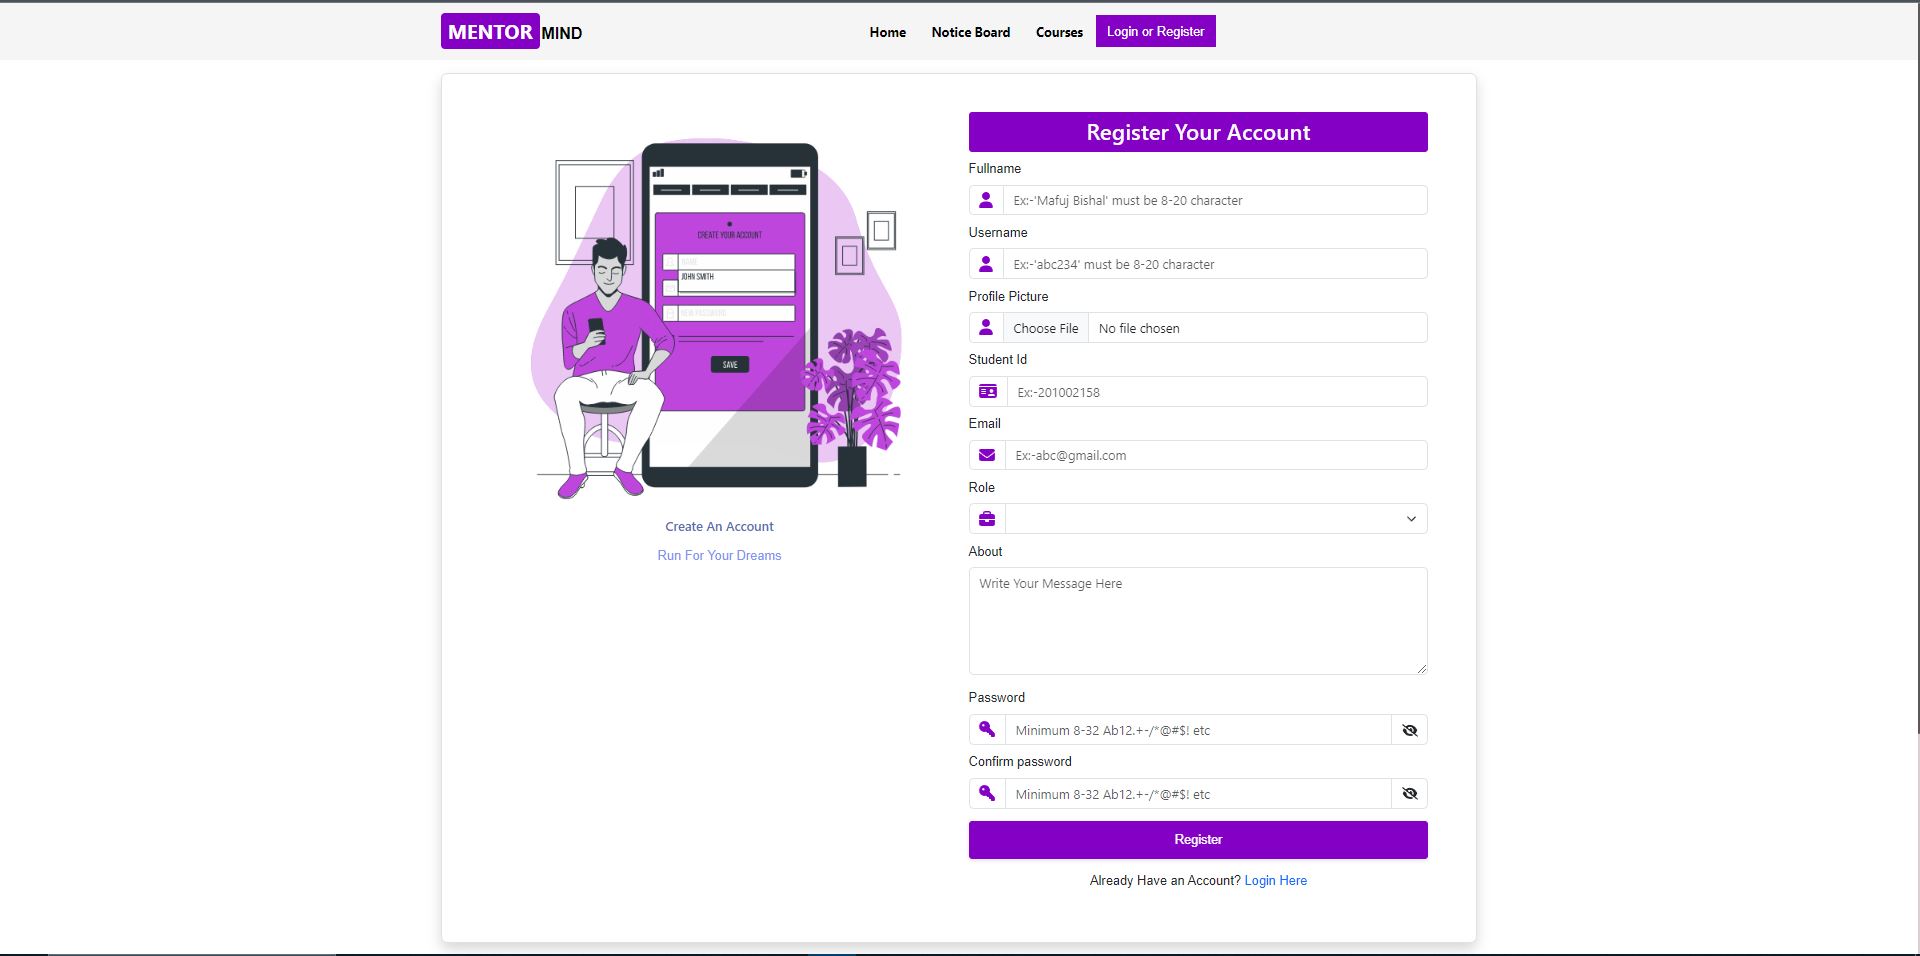 MENTOR MIND
Home Notice Board Courses Login or Register
CREATE YOUR ACCOUNT
NAME
JOHN SMITH
NEW PASSWORD
SAVE
Create An Account
Run For Your Dreams
Register Your Account
Fullname
Ex:-'Mafuj Bishal' must be 8-20 character
Username
Ex:-'abc234' must be 8-20 character
Profile Picture
Choose File No file chosen
Student Id
Ex:-201002158
Email
Ex:-abc@gmail.com
Role
About
Write Your Message Here
Password
Minimum 8-32 Ab12.+-/*@#$! etc
Confirm password
Minimum 8-32 Ab12.+-/*@#$! etc
Register
Already Have an Account? Login Here